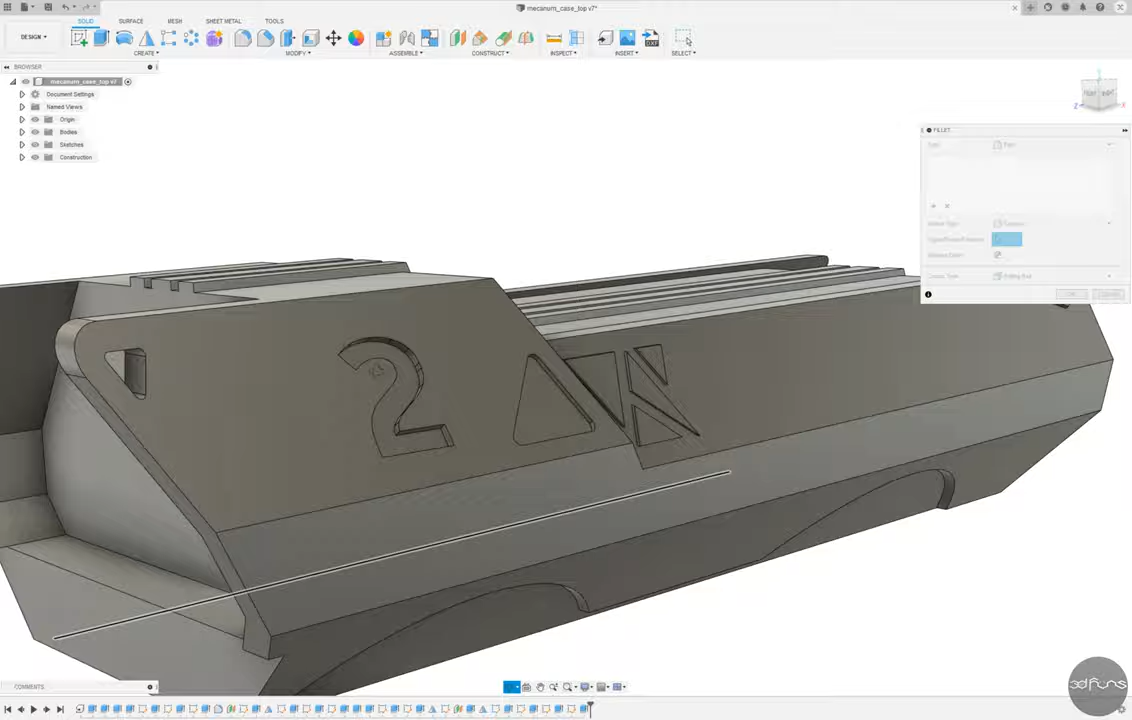 mecanum_case_top v7*
SOLID SURFACE MESH SHEET METAL TOOLS
DESIGN
CREATE MODIFY ASSEMBLE CONSTRUCT INSPECT INSERT SELECT
BROWSER
mecanum_case_top v7
Document Settings
Named Views
Origin
Bodies
Sketches
Construction
FILLET
2
COMMENTS
3dfuns